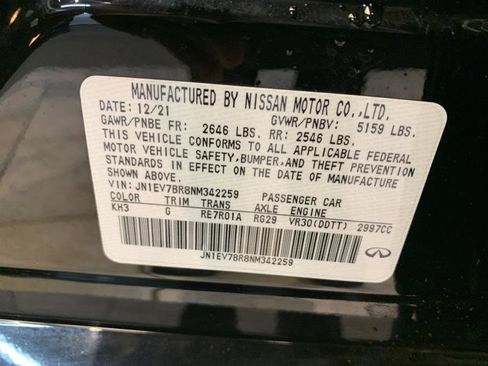 MANUFACTURED BY NISSAN MOTOR CO.,LTD.
DATE: 12/21 GVWR/PNBV: 5159 LBS.
GAWR/PNBE FR: 2646 LBS. RR: 2546 LBS.
THIS VEHICLE CONFORMS TO ALL APPLICABLE FEDERAL
MOTOR VEHICLE SAFETY,BUMPER,AND THEFT PREVENTION
STANDARDS IN EFFECT ON THE DATE OF MANUFACTURE
SHOWN ABOVE.
VIN: JN1EV7BR8NM342259 PASSENGER CAR
COLOR TRIM TRANS AXLE ENGINE
KH3 G RE7R01A RG29 VR30(DDTT) 2997CC
JN1EV7BR8NM342259